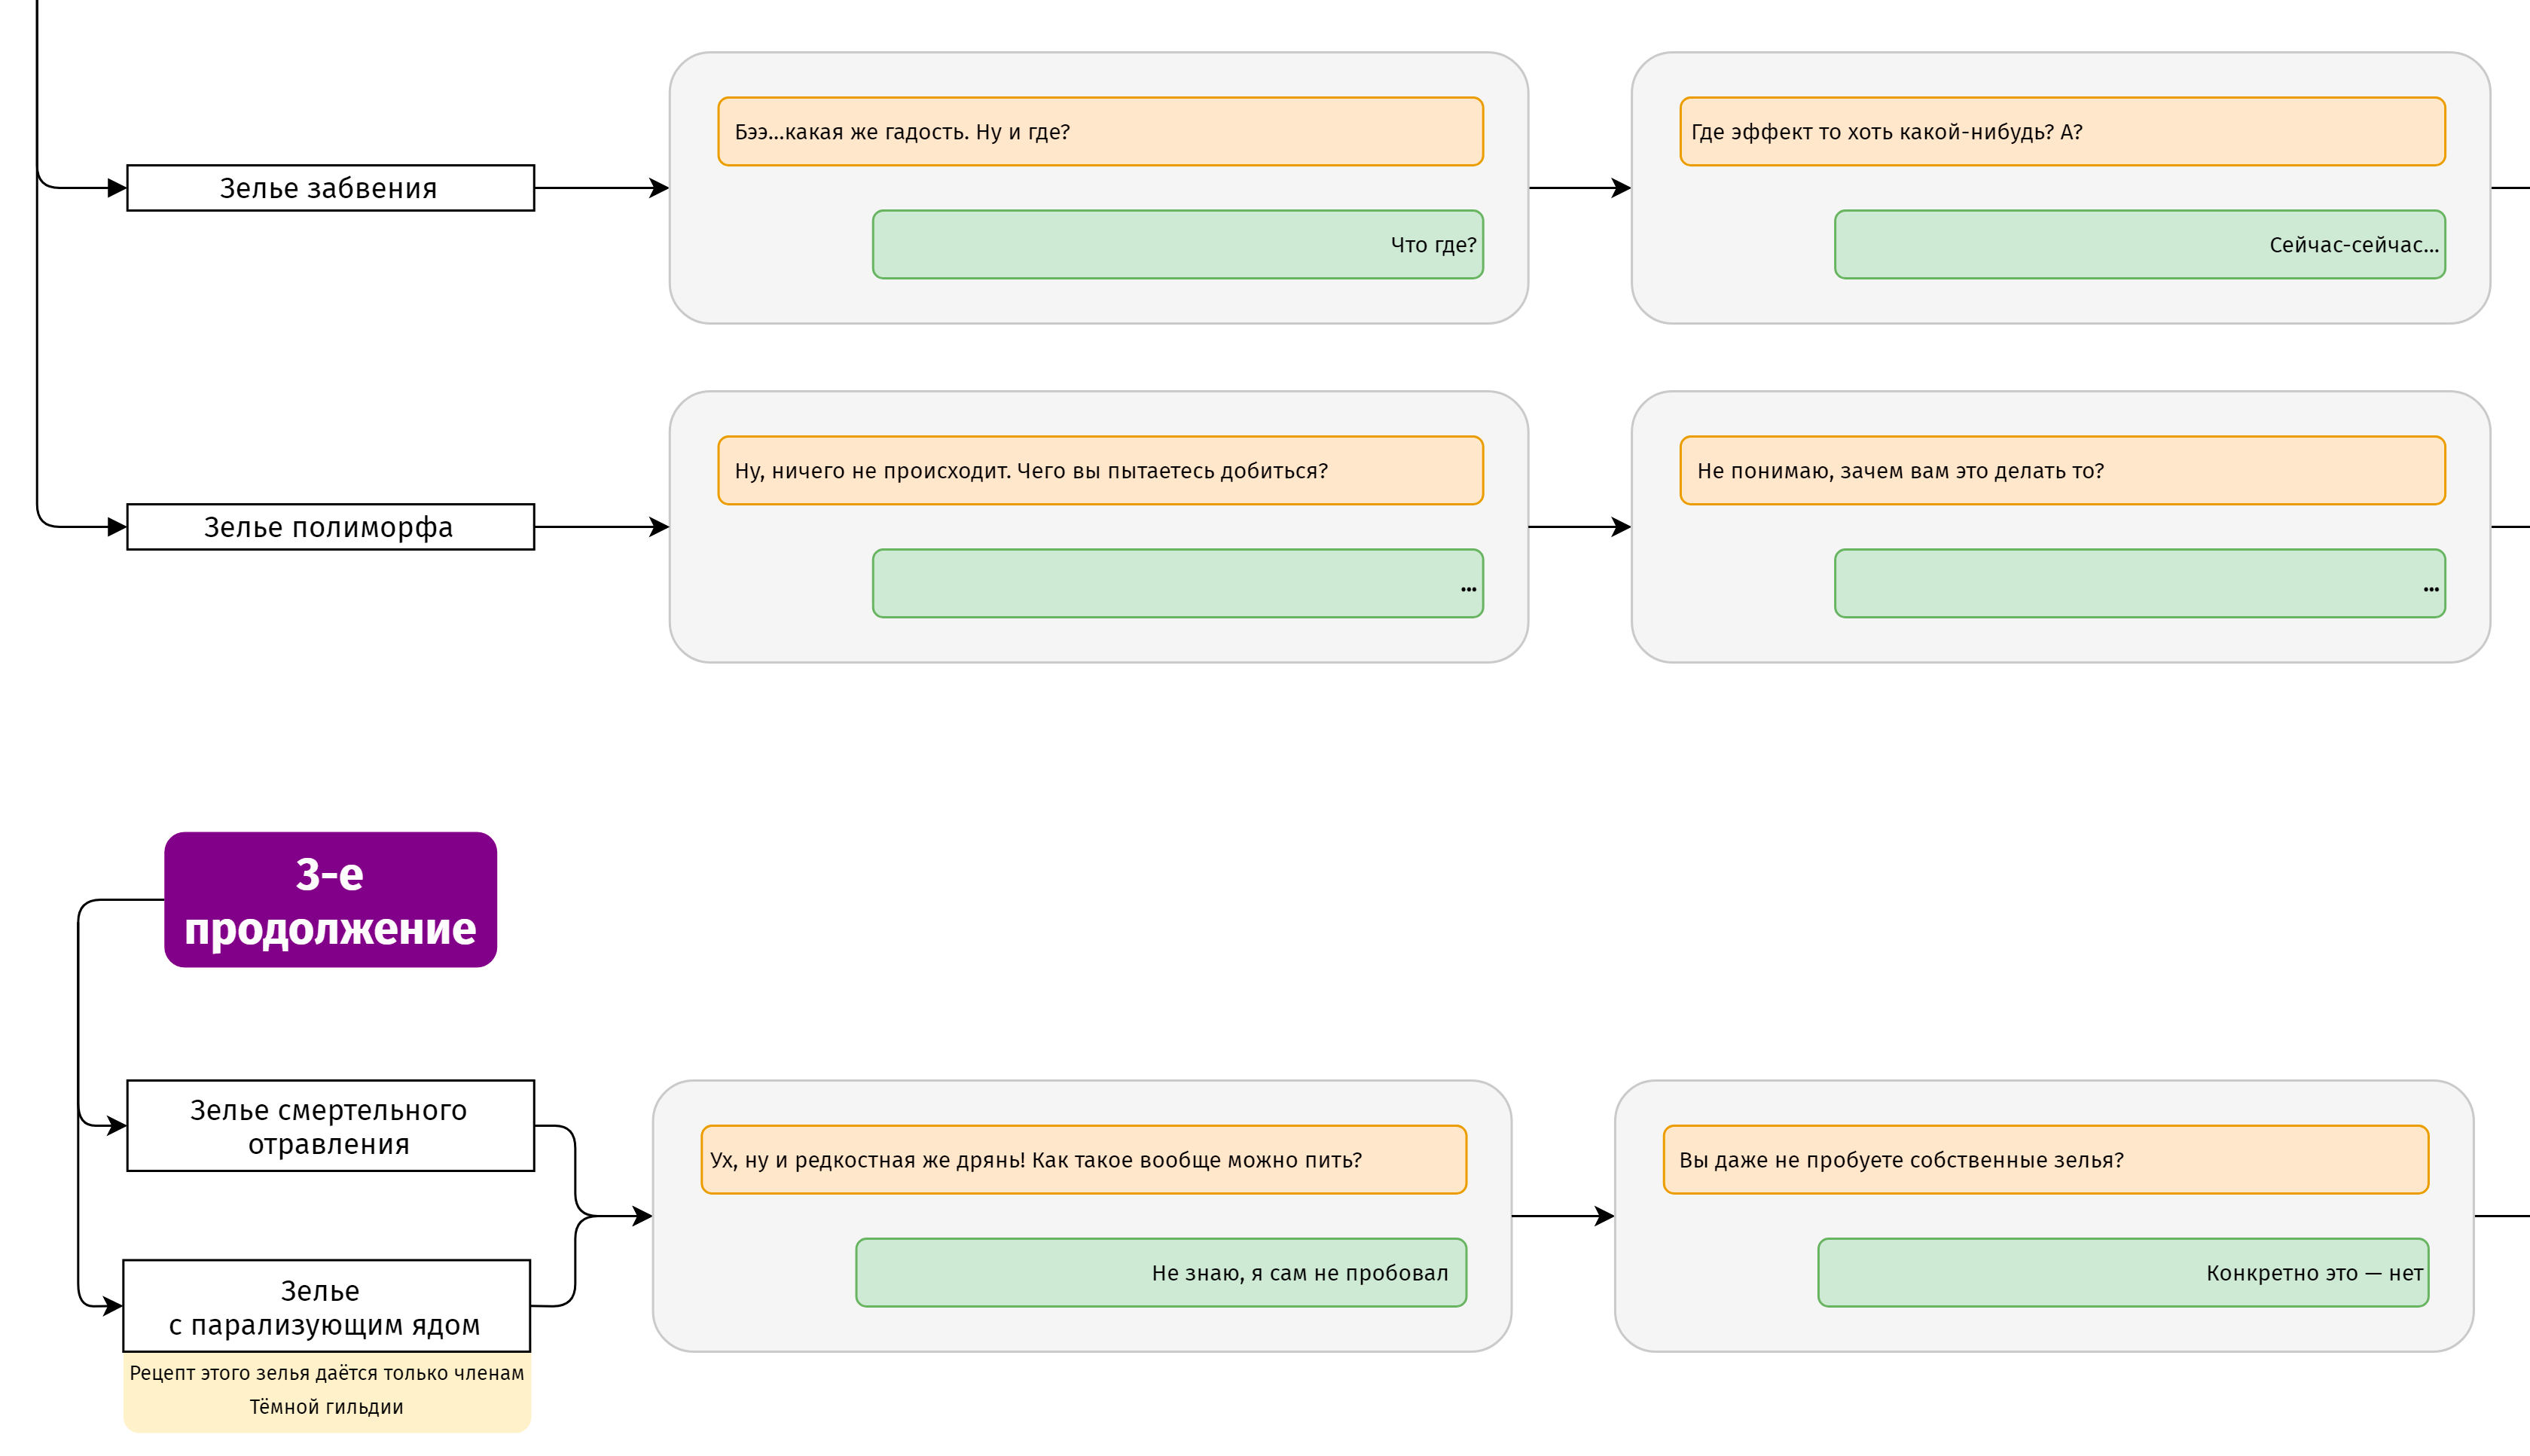 Бээ...какая же гадость. Ну и где?
Где эффект то хоть какой-нибудь? А?
Зелье забвения
Что где?
Сейчас-сейчас...
Ну, ничего не происходит. Чего вы пытаетесь добиться?
Не понимаю, зачем вам это делать то?
Зелье полиморфа
...
...
3-е
продолжение
Зелье смертельного
отравления
Ух, ну и редкостная же дрянь! Как такое вообще можно пить?
Вы даже не пробуете собственные зелья?
Не знаю, я сам не пробовал
Конкретно это — нет
Зелье
с парализующим ядом
Рецепт этого зелья даётся только членам
Тёмной гильдии